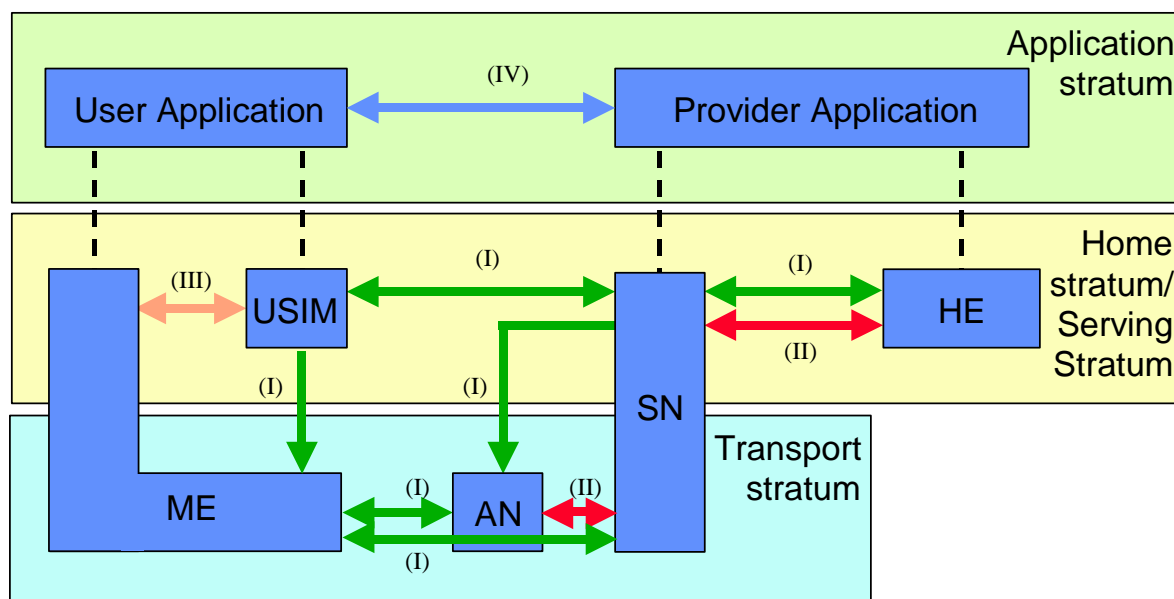 Application
stratum
(IV)
User Application
Provider Application
Home
stratum/
Serving
Stratum
(III)
USIM
(I)
(I)
HE
(II)
(I)
(I)
SN
Transport
stratum
ME
(I)
AN
(II)
(I)